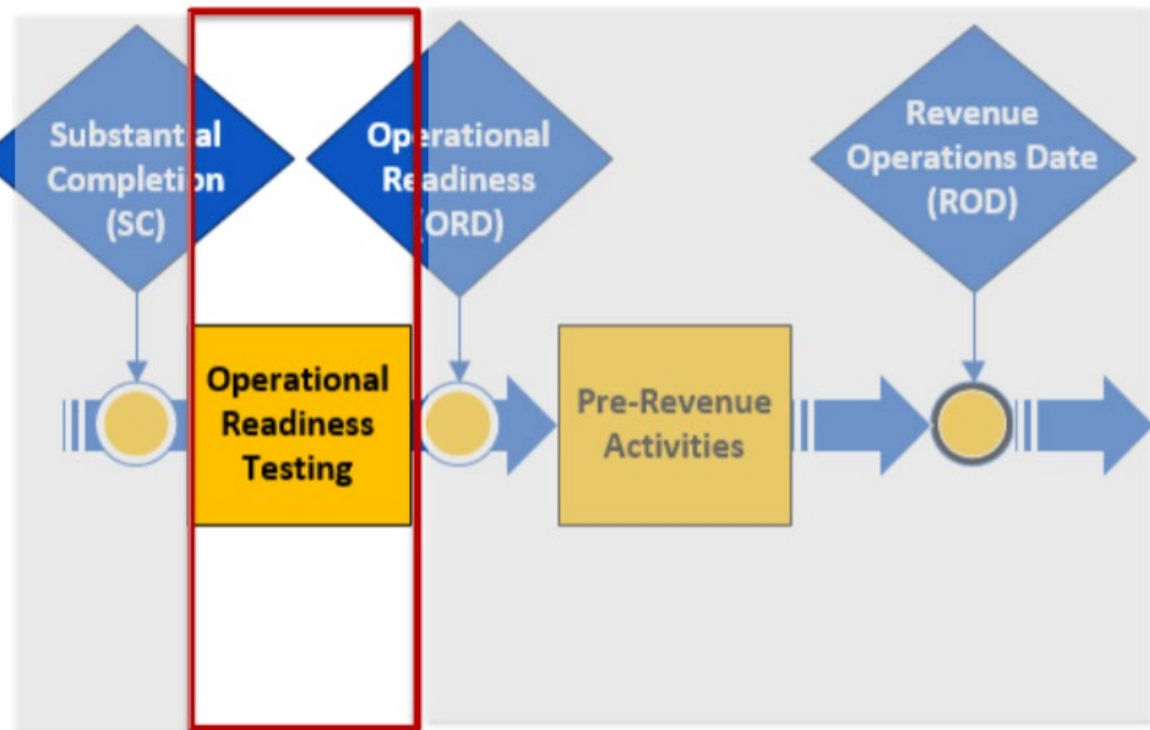 Substantial
Completion
(SC)
Operational
Readiness
(ORD)
Revenue
Operations Date
(ROD)
Operational
Readiness
Testing
Pre-Revenue
Activities